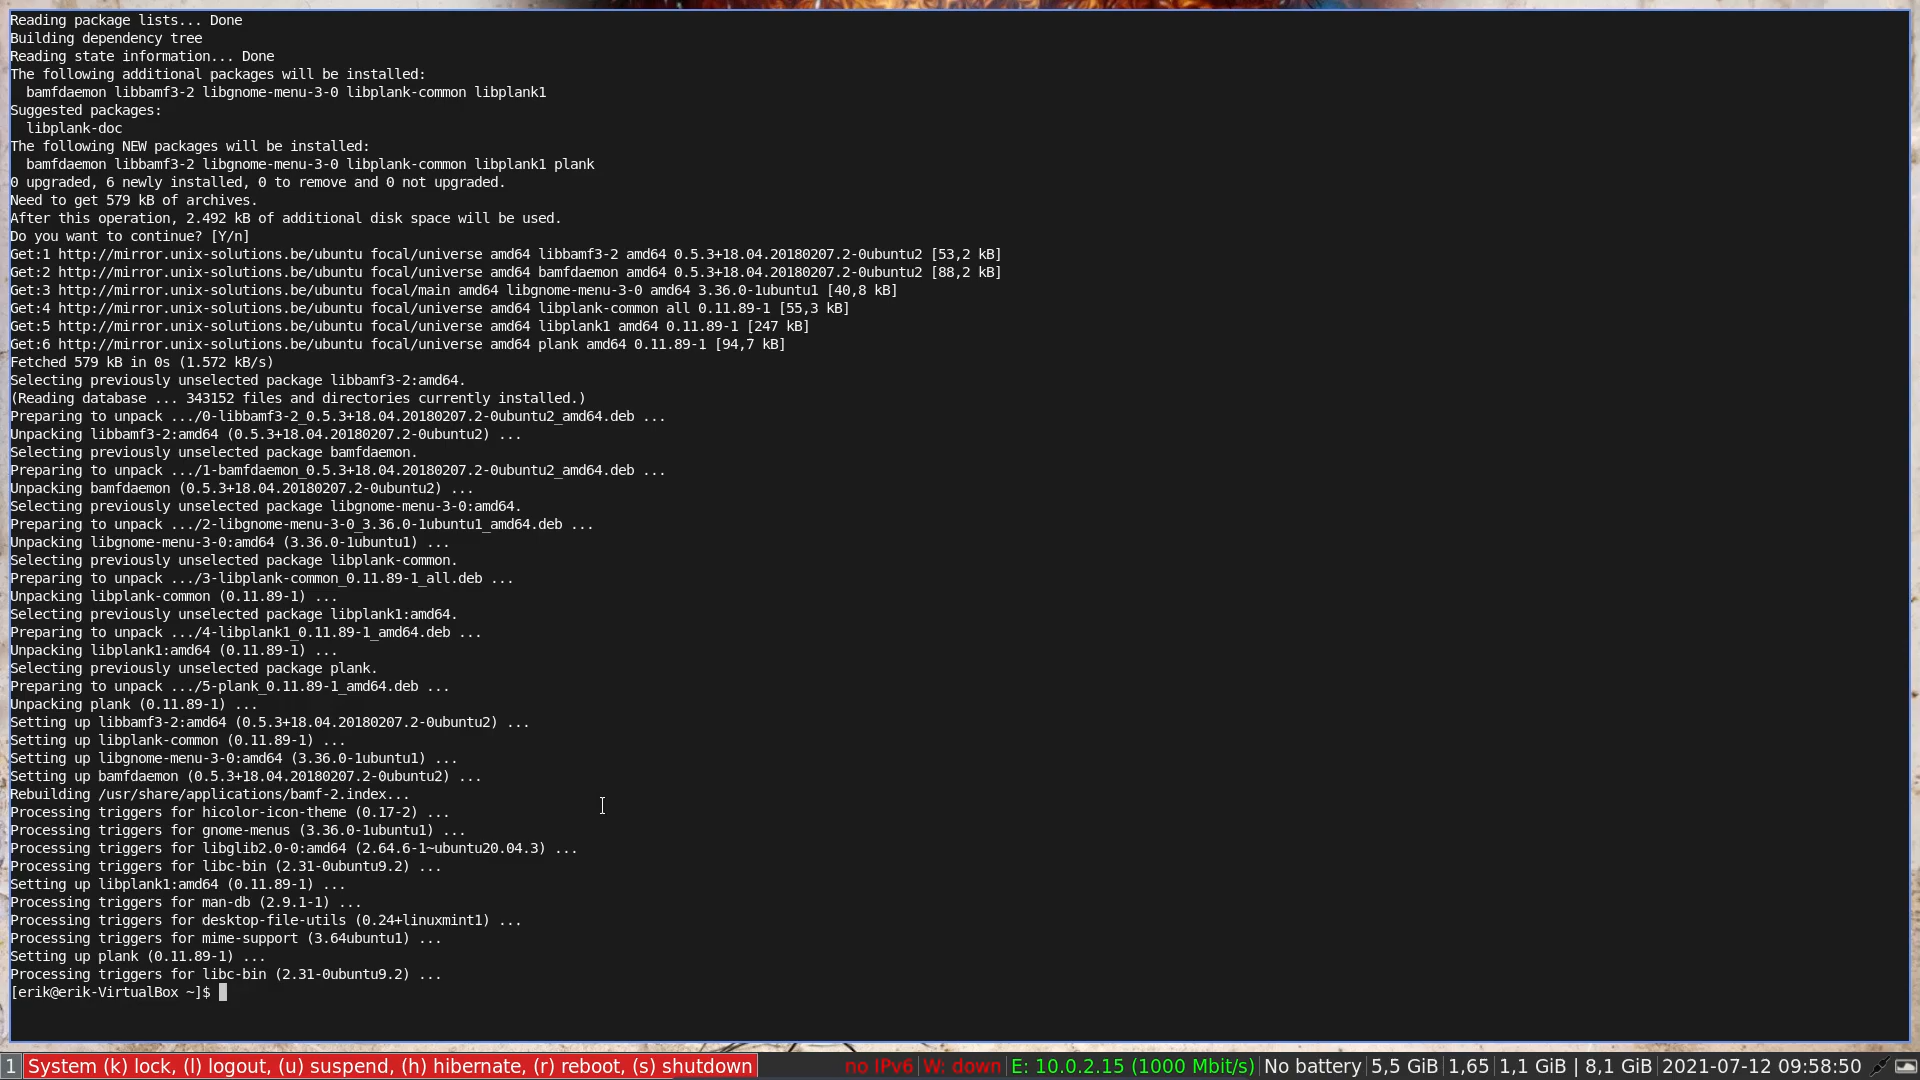 Reading package lists... Done
Building dependency tree
Reading state information... Done
The following additional packages will be installed:
  bamfdaemon libbamf3-2 libgnome-menu-3-0 libplank-common libplank1
Suggested packages:
  libplank-doc
The following NEW packages will be installed:
  bamfdaemon libbamf3-2 libgnome-menu-3-0 libplank-common libplank1 plank
0 upgraded, 6 newly installed, 0 to remove and 0 not upgraded.
Need to get 579 kB of archives.
After this operation, 2.492 kB of additional disk space will be used.
Do you want to continue? [Y/n]
Get:1 http://mirror.unix-solutions.be/ubuntu focal/universe amd64 libbamf3-2 amd64 0.5.3+18.04.20180207.2-0ubuntu2 [53,2 kB]
Get:2 http://mirror.unix-solutions.be/ubuntu focal/universe amd64 bamfdaemon amd64 0.5.3+18.04.20180207.2-0ubuntu2 [88,2 kB]
Get:3 http://mirror.unix-solutions.be/ubuntu focal/main amd64 libgnome-menu-3-0 amd64 3.36.0-1ubuntu1 [40,8 kB]
Get:4 http://mirror.unix-solutions.be/ubuntu focal/universe amd64 libplank-common all 0.11.89-1 [55,3 kB]
Get:5 http://mirror.unix-solutions.be/ubuntu focal/universe amd64 libplank1 amd64 0.11.89-1 [247 kB]
Get:6 http://mirror.unix-solutions.be/ubuntu focal/universe amd64 plank amd64 0.11.89-1 [94,7 kB]
Fetched 579 kB in 0s (1.572 kB/s)
Selecting previously unselected package libbamf3-2:amd64.
(Reading database ... 343152 files and directories currently installed.)
Preparing to unpack .../0-libbamf3-2_0.5.3+18.04.20180207.2-0ubuntu2_amd64.deb ...
Unpacking libbamf3-2:amd64 (0.5.3+18.04.20180207.2-0ubuntu2) ...
Selecting previously unselected package bamfdaemon.
Preparing to unpack .../1-bamfdaemon_0.5.3+18.04.20180207.2-0ubuntu2_amd64.deb ...
Unpacking bamfdaemon (0.5.3+18.04.20180207.2-0ubuntu2) ...
Selecting previously unselected package libgnome-menu-3-0:amd64.
Preparing to unpack .../2-libgnome-menu-3-0_3.36.0-1ubuntu1_amd64.deb ...
Unpacking libgnome-menu-3-0:amd64 (3.36.0-1ubuntu1) ...
Selecting previously unselected package libplank-common.
Preparing to unpack .../3-libplank-common_0.11.89-1_all.deb ...
Unpacking libplank-common (0.11.89-1) ...
Selecting previously unselected package libplank1:amd64.
Preparing to unpack .../4-libplank1_0.11.89-1_amd64.deb ...
Unpacking libplank1:amd64 (0.11.89-1) ...
Selecting previously unselected package plank.
Preparing to unpack .../5-plank_0.11.89-1_amd64.deb ...
Unpacking plank (0.11.89-1) ...
Setting up libbamf3-2:amd64 (0.5.3+18.04.20180207.2-0ubuntu2) ...
Setting up libplank-common (0.11.89-1) ...
Setting up libgnome-menu-3-0:amd64 (3.36.0-1ubuntu1) ...
Setting up bamfdaemon (0.5.3+18.04.20180207.2-0ubuntu2) ...
Rebuilding /usr/share/applications/bamf-2.index...
Processing triggers for hicolor-icon-theme (0.17-2) ...
Processing triggers for gnome-menus (3.36.0-1ubuntu1) ...
Processing triggers for libglib2.0-0:amd64 (2.64.6-1~ubuntu20.04.3) ...
Processing triggers for libc-bin (2.31-0ubuntu9.2) ...
Setting up libplank1:amd64 (0.11.89-1) ...
Processing triggers for man-db (2.9.1-1) ...
Processing triggers for desktop-file-utils (0.24+linuxmint1) ...
Processing triggers for mime-support (3.64ubuntu1) ...
Setting up plank (0.11.89-1) ...
Processing triggers for libc-bin (2.31-0ubuntu9.2) ...
[erik@erik-VirtualBox ~]$
1 System (k) lock, (l) logout, (u) suspend, (h) hibernate, (r) reboot, (s) shutdown no IPv6 | W: down | E: 10.0.2.15 (1000 Mbit/s) | No battery | 5,5 GiB | 1,65 | 1,1 GiB | 8,1 GiB | 2021-07-12 09:58:50